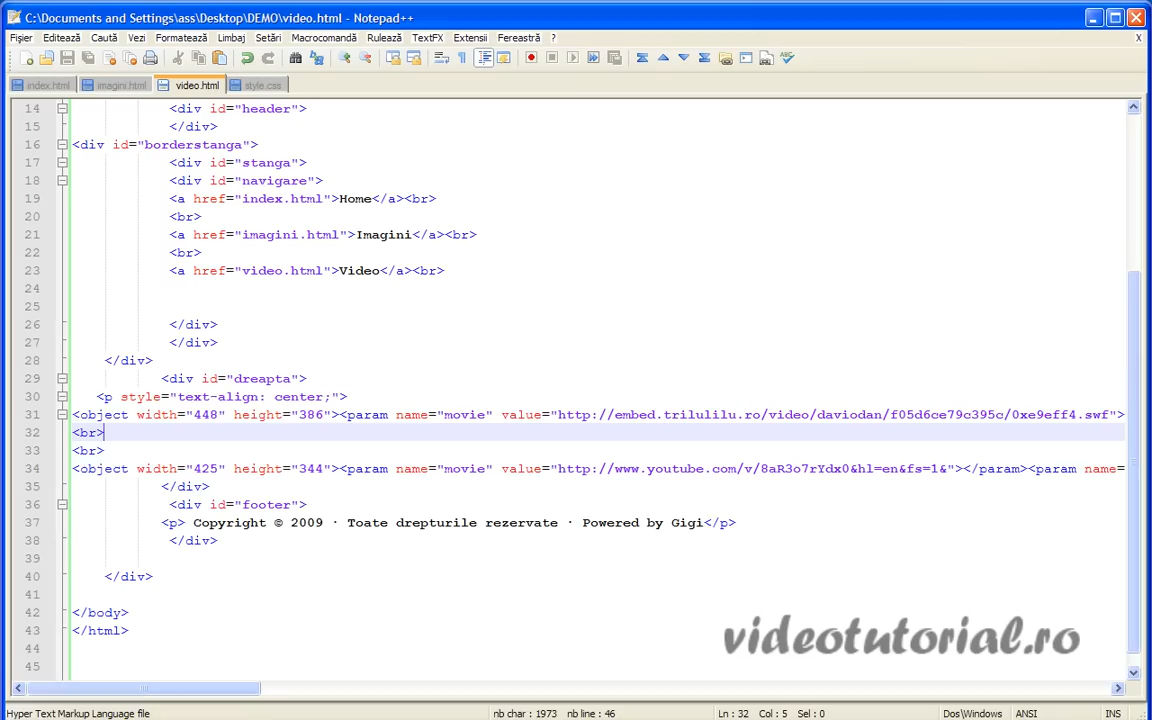 C:\Documents and Settings\ass\Desktop\DEMO\video.html - Notepad++
Fișier Editează Caută Vezi Formatează Limbaj Setări Macrocomandă Rulează TextFX Extensii Fereastră ? X
index.html imagini.html video.html style.css
14 <div id="header">
15 </div>
16 <div id="borderstanga">
17 <div id="stanga">
18 <div id="navigare">
19 <a href="index.html">Home</a><br>
20 <br>
21 <a href="imagini.html">Imagini</a><br>
22 <br>
23 <a href="video.html">Video</a><br>
24
25
26 </div>
27 </div>
28 </div>
29 <div id="dreapta">
30 <p style="text-align: center;">
31 <object width="448" height="386"><param name="movie" value="http://embed.trilulilu.ro/video/daviodan/f05d6ce79c395c/0xe9eff4.swf">
32 <br>
33 <br>
34 <object width="425" height="344"><param name="movie" value="http://www.youtube.com/v/8aR3o7rYdx0&hl=en&fs=1&"></param><param name=
35 </div>
36 <div id="footer">
37 <p> Copyright © 2009 · Toate drepturile rezervate · Powered by Gigi</p>
38 </div>
39
40 </div>
41
42 </body>
43 </html>
44
45
videotutorial.ro
Hyper Text Markup Language file nb char : 1973 nb line : 46 Ln : 32 Col : 5 Sel : 0 Dos\Windows ANSI INS